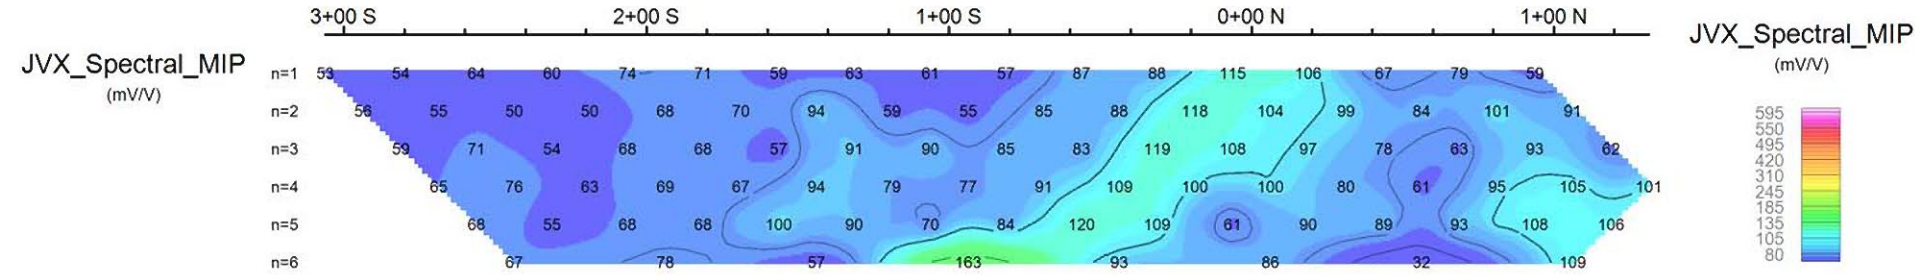 3+00 S 2+00 S 1+00 S 0+00 N 1+00 N
JVX_Spectral_MIP
(mV/V)
n=1 53 54 64 60 74 71 59 63 61 57 87 88 115 106 67 79 59
n=2 56 55 50 50 68 70 94 59 55 85 88 118 104 99 84 101 91
n=3 59 71 54 68 68 57 91 90 85 83 119 108 97 78 63 93 62
n=4 65 76 63 69 67 94 79 77 91 109 100 100 80 61 95 105 101
n=5 68 55 68 68 100 90 70 84 120 109 61 90 89 93 108 106
n=6 67 78 57 163 93 86 32 109
JVX_Spectral_MIP
(mV/V)
595
550
495
420
310
245
185
135
105
80